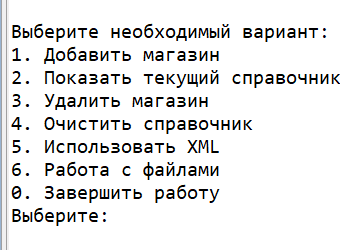 Выберите необходимый вариант:
1. Добавить магазин
2. Показать текущий справочник
3. Удалить магазин
4. Очистить справочник
5. Использовать XML
6. Работа с файлами
0. Завершить работу
Выберите: